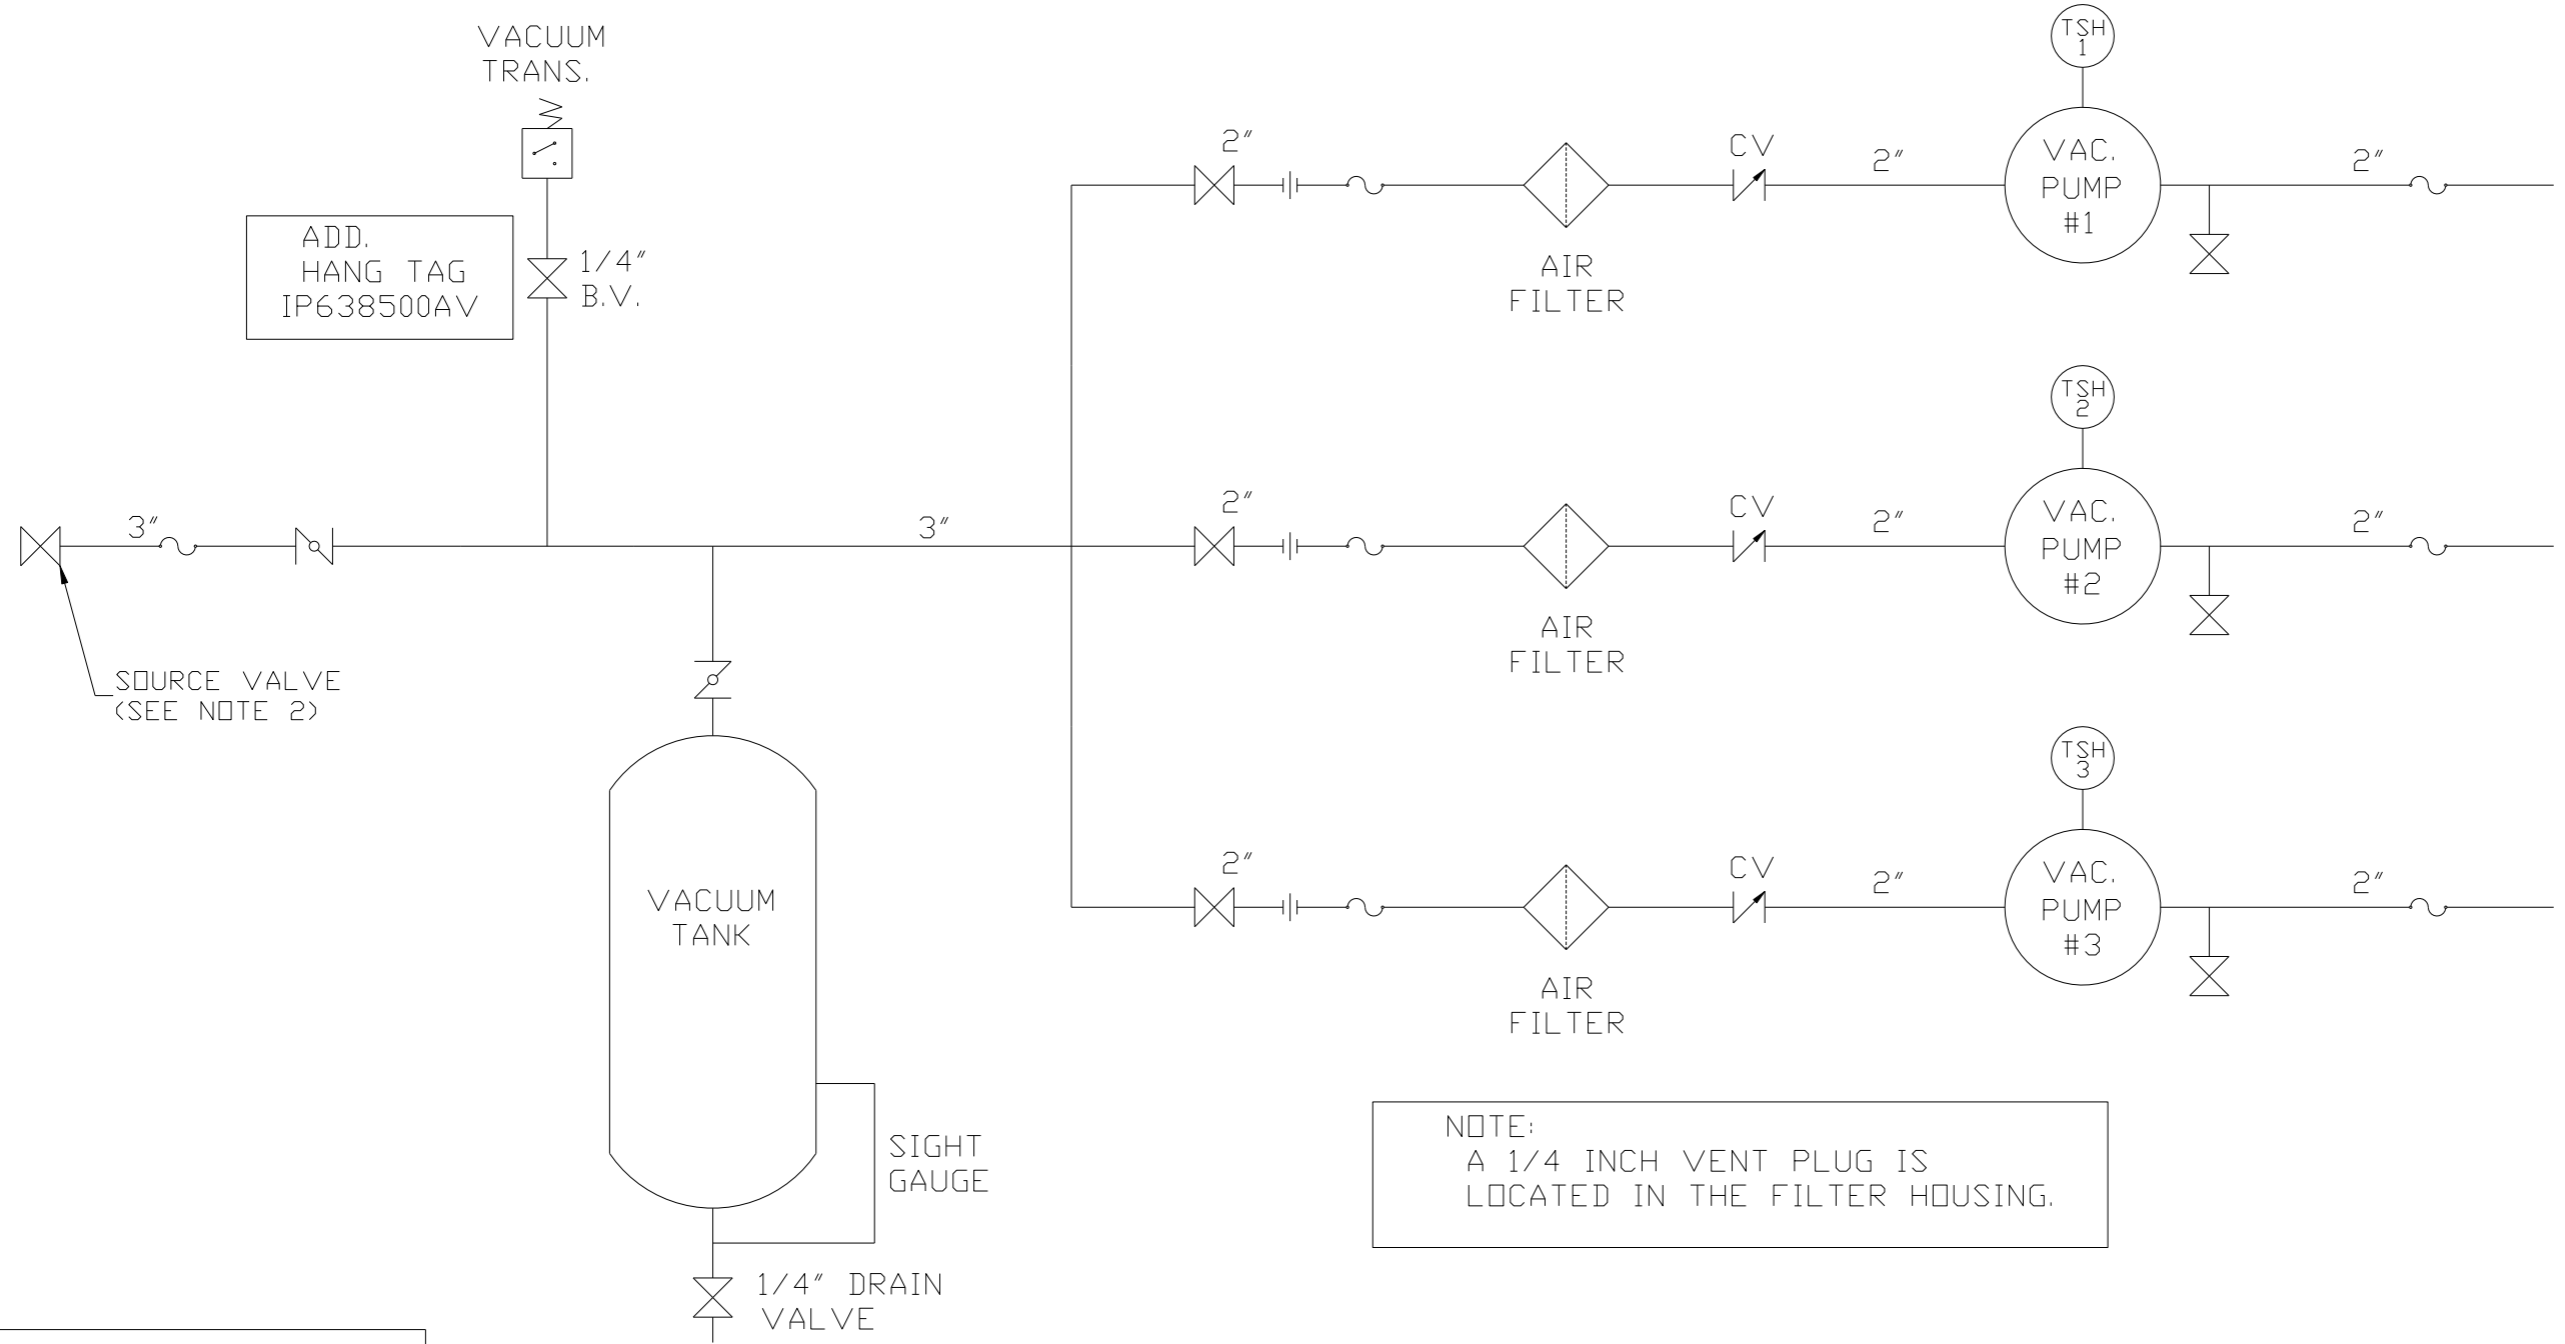 VACUUM
TRANS.
ADD.
HANG TAG
IP638500AV
1/4"
B.V.
3"
SOURCE VALVE
(SEE NOTE 2)
3"
VACUUM
TANK
SIGHT
GAUGE
1/4" DRAIN
VALVE
TSH
1
2"
AIR
FILTER
CV
2"
VAC.
PUMP
#1
2"
TSH
2
2"
AIR
FILTER
CV
2"
VAC.
PUMP
#2
2"
TSH
3
2"
AIR
FILTER
CV
2"
VAC.
PUMP
#3
2"
NOTE:
A 1/4 INCH VENT PLUG IS
LOCATED IN THE FILTER HOUSING.